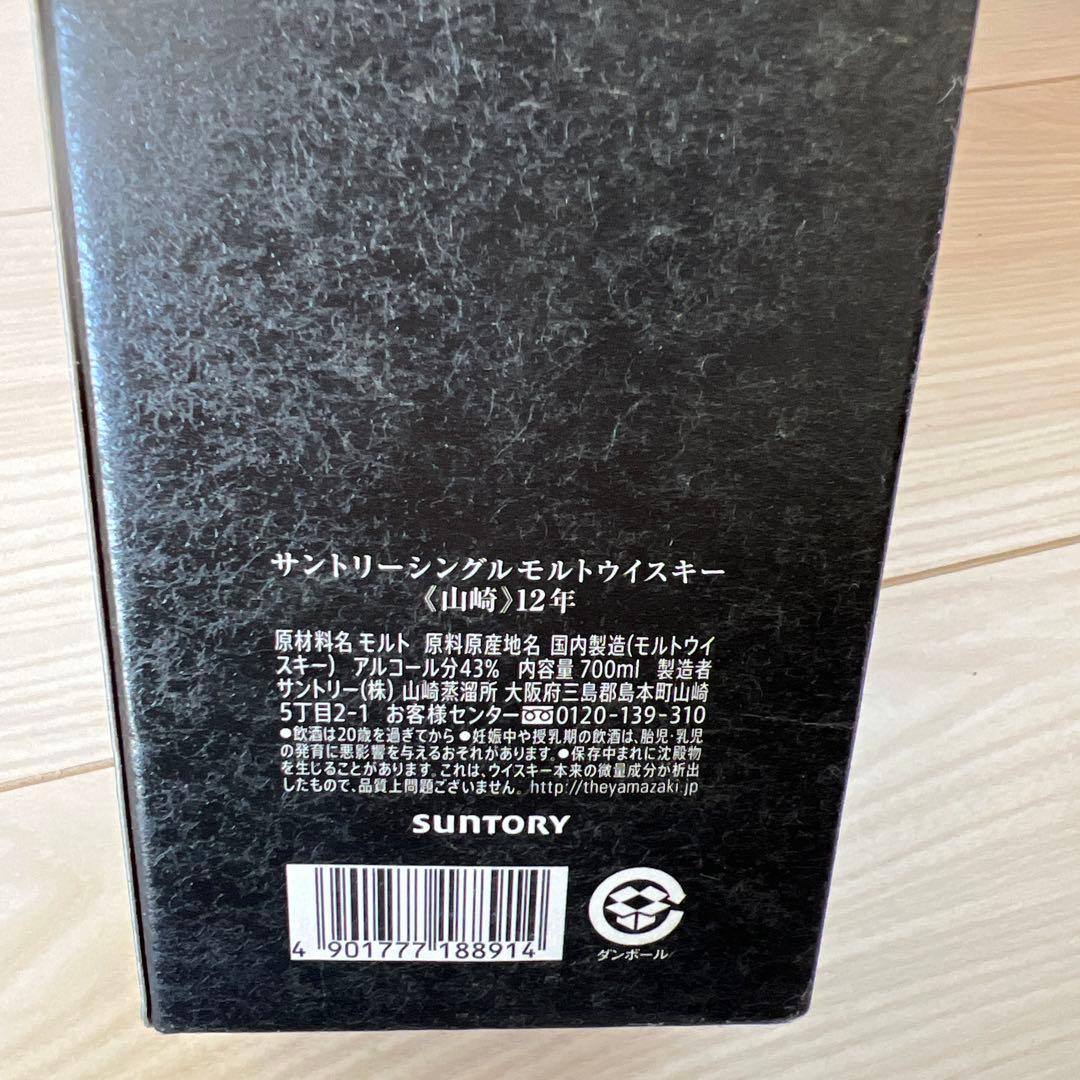 サントリーシングルモルトウイスキー
《山崎》12年
原材料名 モルト 原料原産地名 国内製造(モルトウイ
スキー) アルコール分43% 内容量 700ml 製造者
サントリー(株) 山崎蒸溜所 大阪府三島郡島本町山崎
5丁目2-1 お客様センター 0120-139-310
●飲酒は20歳を過ぎてから ●妊娠中や授乳期の飲酒は、胎児・乳児
の発育に悪影響を与えるおそれがあります。●保存中まれに沈殿物
を生じることがあります。これは、ウイスキー本来の微量成分が析出
したもので、品質上問題ございません。http://theyamazaki.jp
SUNTORY
4 901777 188914
ダンボール